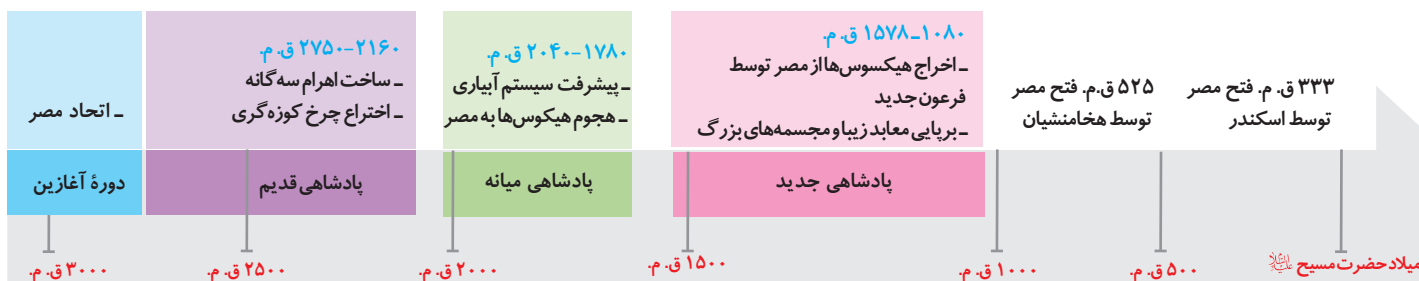 ـ اتحاد مصر
دورهٔ آغازین
۲۱۶۰-۲۷۵۰ ق. م.
ـ ساخت اهرام سه‌گانه
ـ اختراع چرخ کوزه‌گری
پادشاهی قدیم
۱۷۸۰-۲۰۴۰ ق. م.
ـ پیشرفت سیستم آبیاری
ـ هجوم هیکوس‌ها به مصر
پادشاهی میانه
۱۰۸۰ـ۱۵۷۸ ق. م.
ـ اخراج هیکسوس‌ها از مصر توسط
فرعون جدید
ـ برپایی معابد زیبا و مجسمه‌های بزرگ
پادشاهی جدید
۵۲۵ ق.م. فتح مصر
توسط هخامنشیان
۳۳۳ ق. م. فتح مصر
توسط اسکندر
۳۰۰۰ ق. م.
۲۵۰۰ ق. م.
۲۰۰۰ ق. م.
۱۵۰۰ ق. م.
۱۰۰۰ ق. م.
۵۰۰ ق. م.
میلاد حضرت مسیح